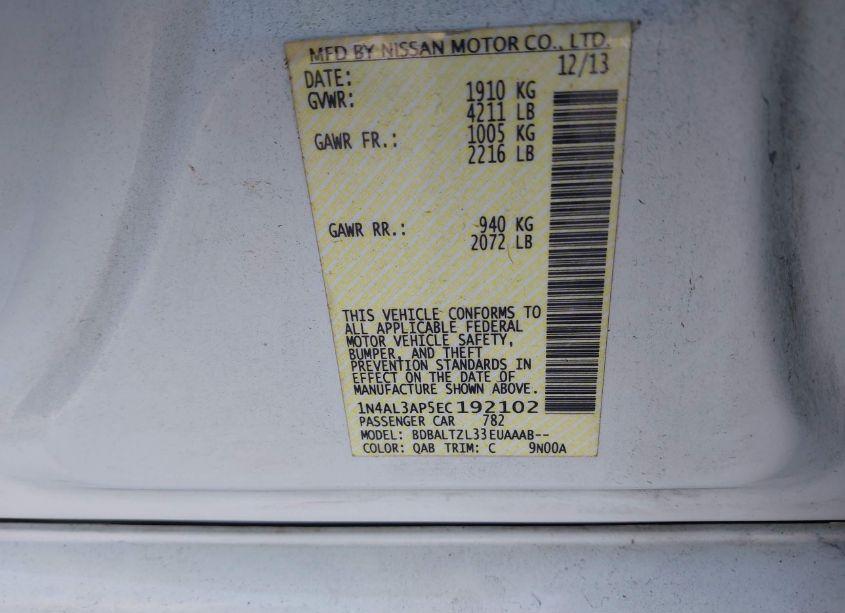 MFD BY NISSAN MOTOR CO., LTD.
DATE: 12/13
GVWR: 1910 KG
4211 LB
GAWR FR.: 1005 KG
2216 LB
GAWR RR.: 940 KG
2072 LB
THIS VEHICLE CONFORMS TO
ALL APPLICABLE FEDERAL
MOTOR VEHICLE SAFETY,
BUMPER, AND THEFT
PREVENTION STANDARDS IN
EFFECT ON THE DATE OF
MANUFACTURE SHOWN ABOVE.
1N4AL3AP5EC192102
PASSENGER CAR 782
MODEL: BDBALTZL33EUAAAB--
COLOR: QAB TRIM: C 9N00A